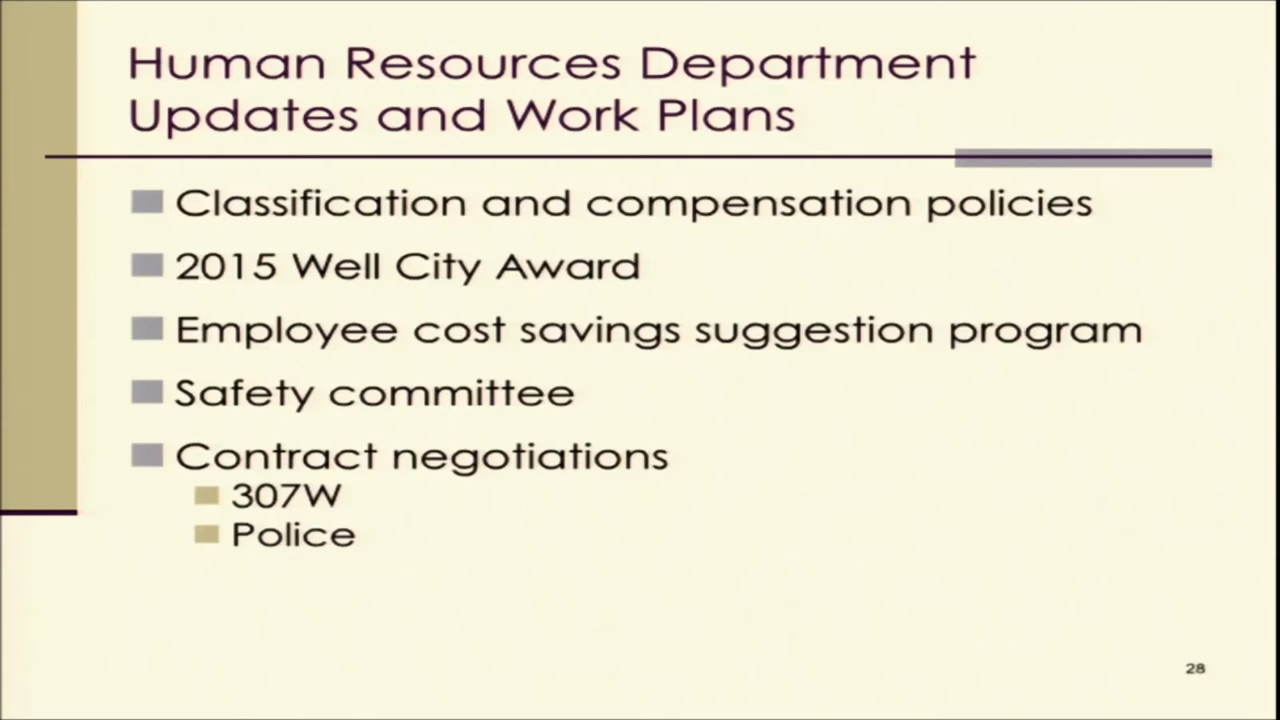 Human Resources Department
Updates and Work Plans
Classification and compensation policies
2015 Well City Award
Employee cost savings suggestion program
Safety committee
Contract negotiations
307W
Police
28